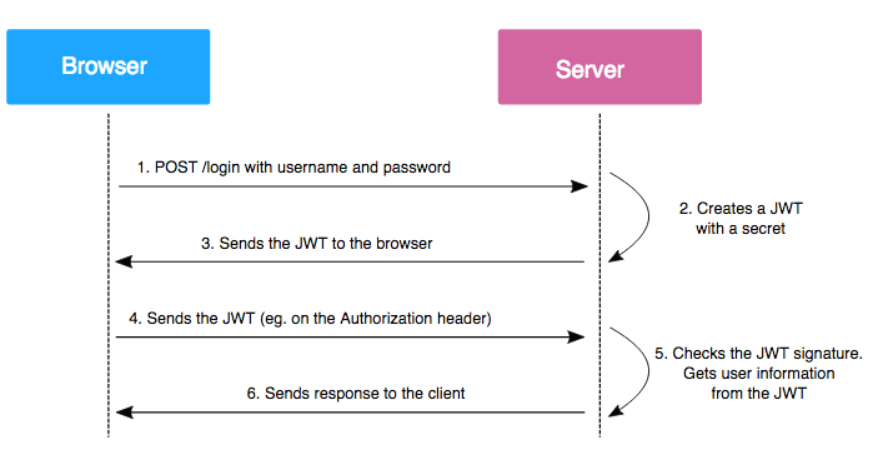 Browser
Server
1. POST /login with username and password
2. Creates a JWT
with a secret
3. Sends the JWT to the browser
4. Sends the JWT (eg. on the Authorization header)
5. Checks the JWT signature.
Gets user information
from the JWT
6. Sends response to the client